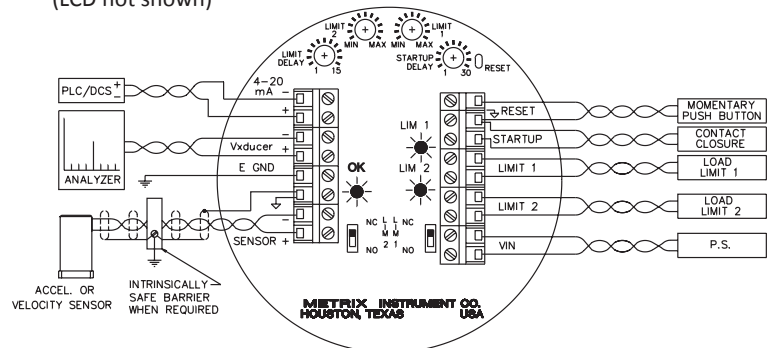 (LCD not shown)
LIMIT 2
LIMIT 1
MIN MAX MIN MAX
LIMIT DELAY
1 15
STARTUP DELAY
1 30
RESET
PLC/DCS
+
−
4-20 mA −
+
ANALYZER
−
Vxducer
+
E GND
−
SENSOR +
OK
LIM 1
LIM 2
NC
NO
LIM 2
LIM 1
NC
NO
RESET
STARTUP
LIMIT 1
LIMIT 2
VIN
MOMENTARY
PUSH BUTTON
CONTACT
CLOSURE
LOAD
LIMIT 1
LOAD
LIMIT 2
P.S.
ACCEL. OR
VELOCITY SENSOR
INTRINSICALLY
SAFE BARRIER
WHEN REQUIRED
METRIX INSTRUMENT CO.
HOUSTON, TEXAS USA